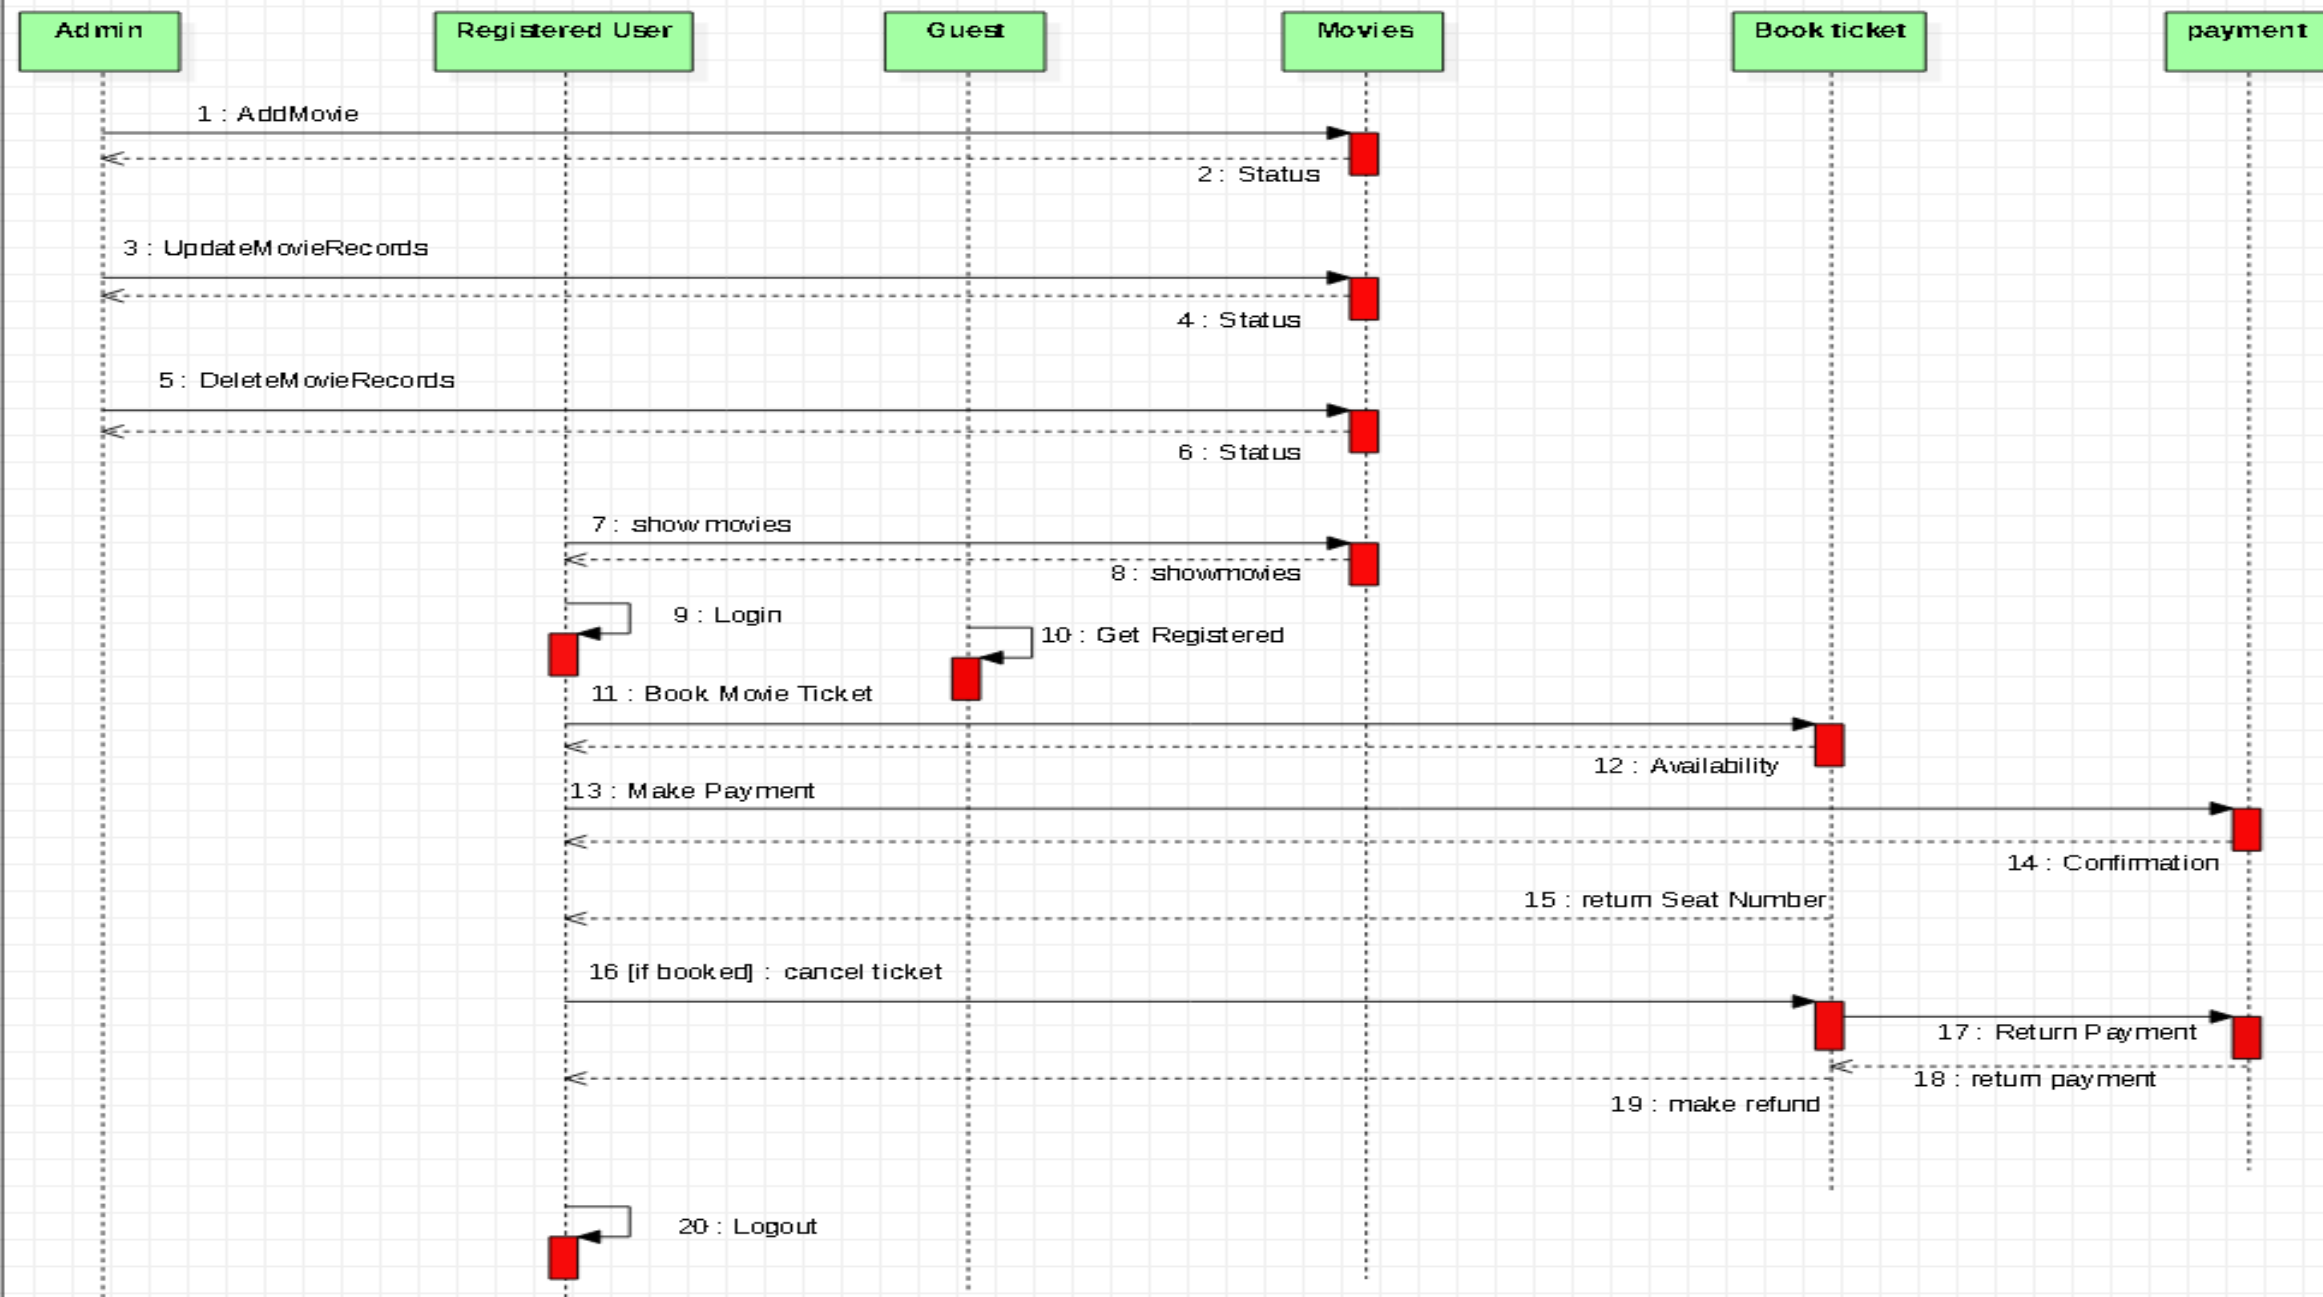 Admin
Registered User
Guest
Movies
Book ticket
payment
1 : AddMovie
2 : Status
3 : UpdateMovieRecords
4 : Status
5 : DeleteMovieRecords
6 : Status
7 : show movies
8 : showmovies
9 : Login
10 : Get Registered
11 : Book Movie Ticket
12 : Availability
13 : Make Payment
14 : Confirmation
15 : return Seat Number
16 [if booked] : cancel ticket
17 : Return Payment
18 : return payment
19 : make refund
20 : Logout